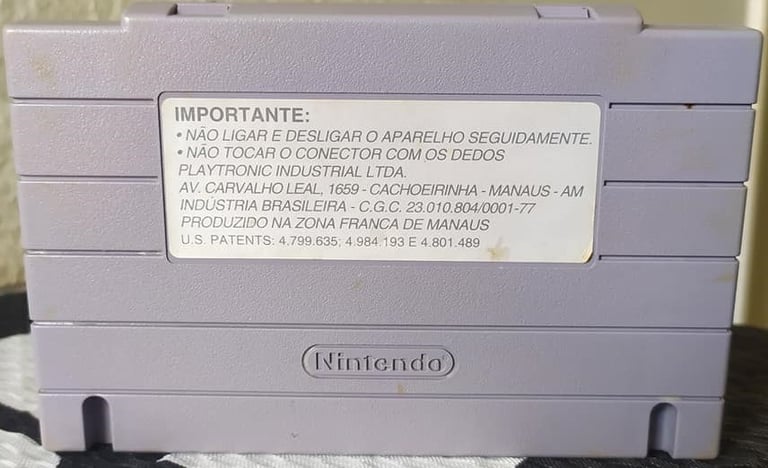 IMPORTANTE:
• NÃO LIGAR E DESLIGAR O APARELHO SEGUIDAMENTE.
• NÃO TOCAR O CONECTOR COM OS DEDOS
PLAYTRONIC INDUSTRIAL LTDA.
AV. CARVALHO LEAL, 1659 - CACHOEIRINHA - MANAUS - AM
INDÚSTRIA BRASILEIRA - C.G.C. 23.010.804/0001-77
PRODUZIDO NA ZONA FRANCA DE MANAUS
U.S. PATENTS: 4.799.635; 4.984.193 E 4.801.489
Nintendo